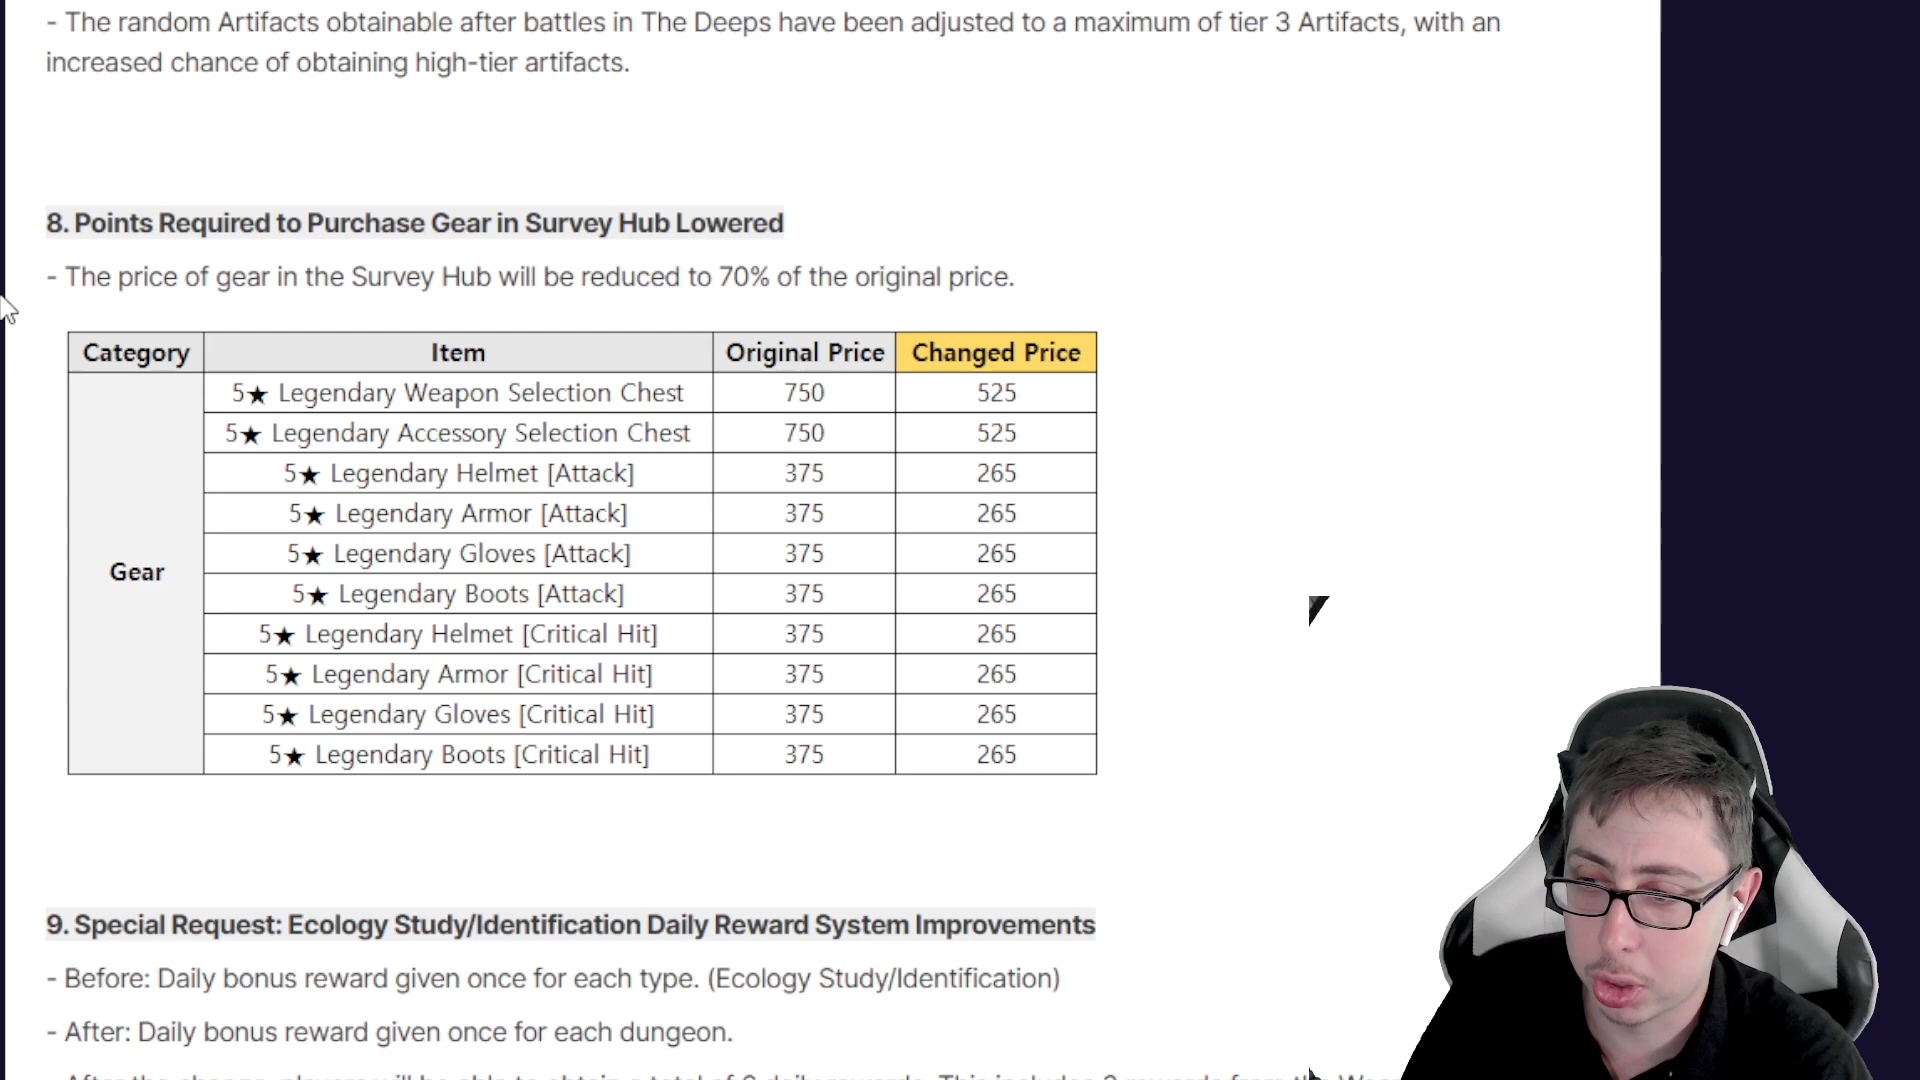 - The random Artifacts obtainable after battles in The Deeps have been adjusted to a maximum of tier 3 Artifacts, with an
increased chance of obtaining high-tier artifacts.
8. Points Required to Purchase Gear in Survey Hub Lowered
- The price of gear in the Survey Hub will be reduced to 70% of the original price.
Category Item Original Price Changed Price
5★ Legendary Weapon Selection Chest 750 525
5★ Legendary Accessory Selection Chest 750 525
5★ Legendary Helmet [Attack] 375 265
5★ Legendary Armor [Attack] 375 265
5★ Legendary Gloves [Attack] 375 265
Gear
5★ Legendary Boots [Attack] 375 265
5★ Legendary Helmet [Critical Hit] 375 265
5★ Legendary Armor [Critical Hit] 375 265
5★ Legendary Gloves [Critical Hit] 375 265
5★ Legendary Boots [Critical Hit] 375 265
9. Special Request: Ecology Study/Identification Daily Reward System Improvements
- Before: Daily bonus reward given once for each type. (Ecology Study/Identification)
- After: Daily bonus reward given once for each dungeon.